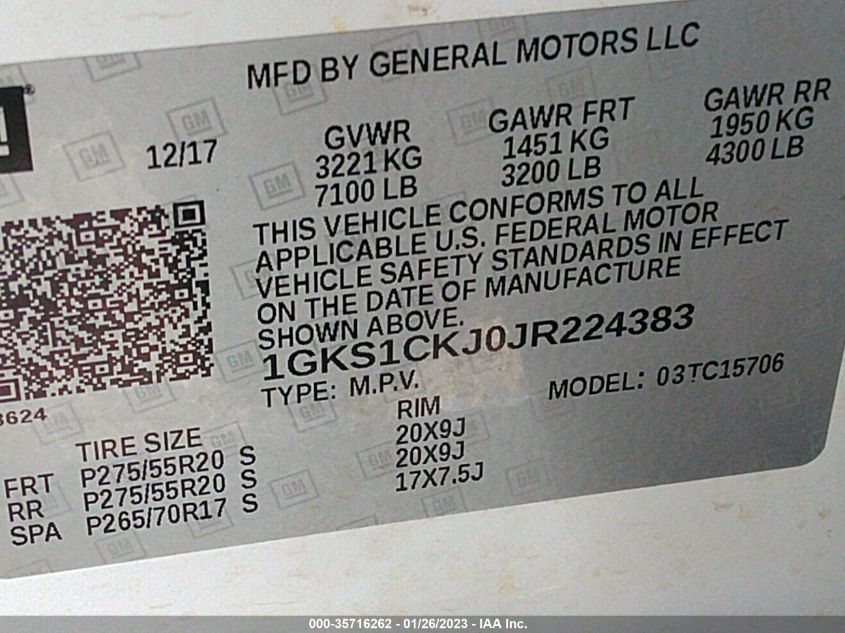 MFD BY GENERAL MOTORS LLC
12/17
GVWR
3221 KG
7100 LB
GAWR FRT
1451 KG
3200 LB
GAWR RR
1950 KG
4300 LB
THIS VEHICLE CONFORMS TO ALL
APPLICABLE U.S. FEDERAL MOTOR
VEHICLE SAFETY STANDARDS IN EFFECT
ON THE DATE OF MANUFACTURE
SHOWN ABOVE.
1GKS1CKJ0JR224383
TYPE: M.P.V. MODEL: 03TC15706
3624
TIRE SIZE RIM
FRT P275/55R20 S 20X9J
RR P275/55R20 S 20X9J
SPA P265/70R17 S 17X7.5J
000-35716262 - 01/26/2023 - IAA Inc.